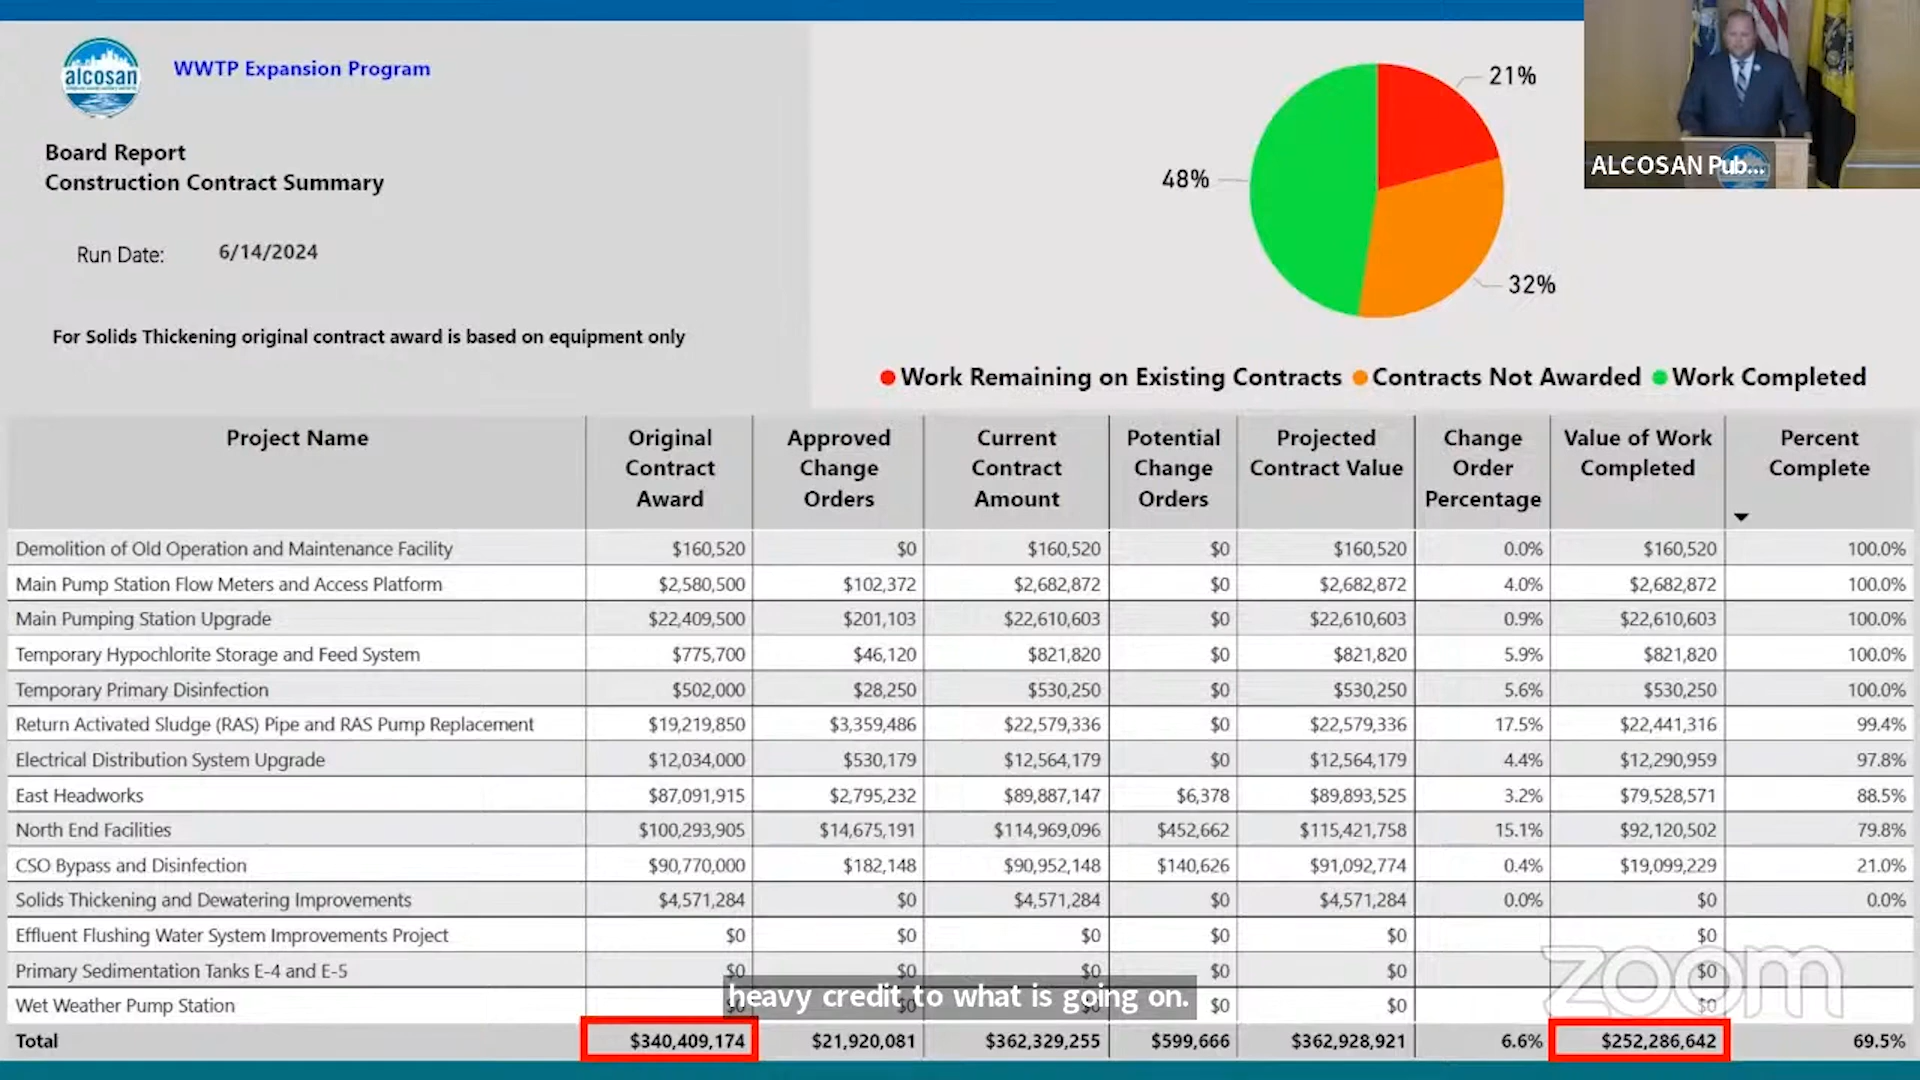 alcosan
WWTP Expansion Program
Board Report
Construction Contract Summary
Run Date: 6/14/2024
For Solids Thickening original contract award is based on equipment only
21%
48%
32%
Work Remaining on Existing Contracts Contracts Not Awarded Work Completed
ALCOSAN Pub...
Project Name Original Contract Award Approved Change Orders Current Contract Amount Potential Change Orders Projected Contract Value Change Order Percentage Value of Work Completed Percent Complete
Demolition of Old Operation and Maintenance Facility $160,520 $0 $160,520 $0 $160,520 0.0% $160,520 100.0%
Main Pump Station Flow Meters and Access Platform $2,580,500 $102,372 $2,682,872 $0 $2,682,872 4.0% $2,682,872 100.0%
Main Pumping Station Upgrade $22,409,500 $201,103 $22,610,603 $0 $22,610,603 0.9% $22,610,603 100.0%
Temporary Hypochlorite Storage and Feed System $775,700 $46,120 $821,820 $0 $821,820 5.9% $821,820 100.0%
Temporary Primary Disinfection $502,000 $28,250 $530,250 $0 $530,250 5.6% $530,250 100.0%
Return Activated Sludge (RAS) Pipe and RAS Pump Replacement $19,219,850 $3,359,486 $22,579,336 $0 $22,579,336 17.5% $22,441,316 99.4%
Electrical Distribution System Upgrade $12,034,000 $530,179 $12,564,179 $0 $12,564,179 4.4% $12,290,959 97.8%
East Headworks $87,091,915 $2,795,232 $89,887,147 $6,378 $89,893,525 3.2% $79,528,571 88.5%
North End Facilities $100,293,905 $14,675,191 $114,969,096 $452,662 $115,421,758 15.1% $92,120,502 79.8%
CSO Bypass and Disinfection $90,770,000 $182,148 $90,952,148 $140,626 $91,092,774 0.4% $19,099,229 21.0%
Solids Thickening and Dewatering Improvements $4,571,284 $0 $4,571,284 $0 $4,571,284 0.0% $0 0.0%
Effluent Flushing Water System Improvements Project $0 $0 $0 $0 $0 $0
Primary Sedimentation Tanks E-4 and E-5 $0 $0 $0 $0 $0 $0
Wet Weather Pump Station $0 $0 $0 $0 $0 $0
heavy credit to what is going on.
zoom
Total $340,409,174 $21,920,081 $362,329,255 $599,666 $362,928,921 6.6% $252,286,642 69.5%